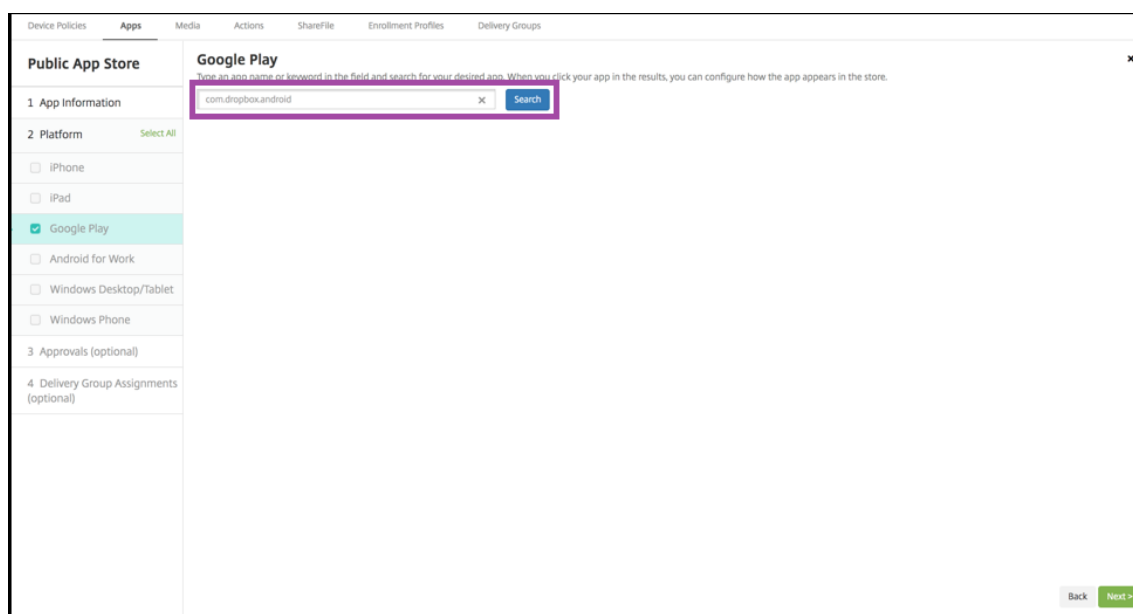 Device Policies Apps Media Actions ShareFile Enrollment Profiles Delivery Groups
Public App Store
1 App Information
2 Platform Select All
iPhone
iPad
Google Play
Android for Work
Windows Desktop/Tablet
Windows Phone
3 Approvals (optional)
4 Delivery Group Assignments
(optional)
Google Play
Type an app name or keyword in the field and search for your desired app. When you click your app in the results, you can configure how the app appears in the store.
com.dropbox.android Search
Back Next >